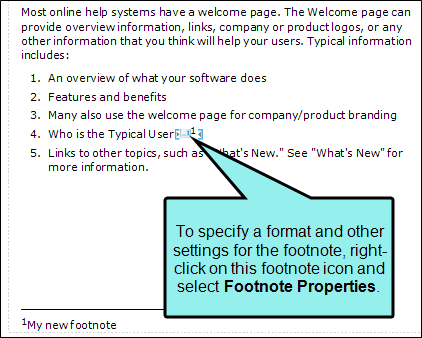 Most online help systems have a welcome page. The Welcome page can
provide overview information, links, company or product logos, or any
other information that you think will help your users. Typical information
includes:
1. An overview of what your software does
2. Features and benefits
3. Many also use the welcome page for company/product branding
4. Who is the Typical User 1
5. Links to other topics, such as "What's New." See "What's New" for
more information.
To specify a format and other
settings for the footnote, right-
click on this footnote icon and
select Footnote Properties.
1My new footnote